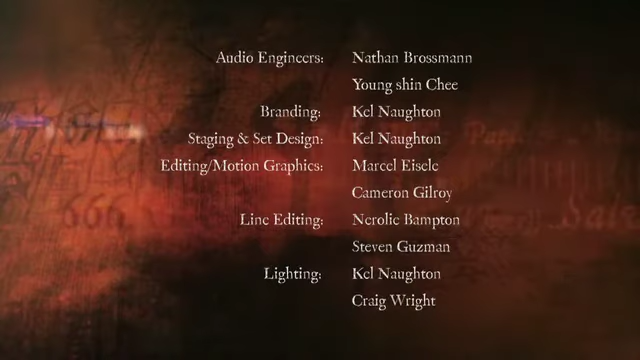 Audio Engineers: Nathan Brossmann
Young shin Chee
Branding: Kel Naughton
Staging & Set Design: Kel Naughton
Editing/Motion Graphics: Marcel Eisele
Cameron Gilroy
Line Editing: Nerolie Bampton
Steven Guzman
Lighting: Kel Naughton
Craig Wright
666